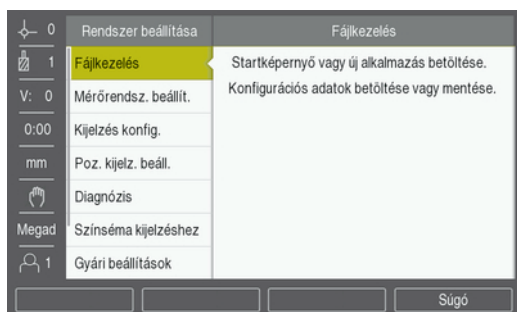 0
Rendszer beállítása
Fájlkezelés
1
Fájlkezelés
Startképernyő vagy új alkalmazás betöltése.
V: 0
Mérőrendsz. beállít.
Konfigurációs adatok betöltése vagy mentése.
0:00
Kijelzés konfig.
mm
Poz. kijelz. beáll.
Diagnózis
Megad
Színséma kijelzéshez
1
Gyári beállítások
Súgó